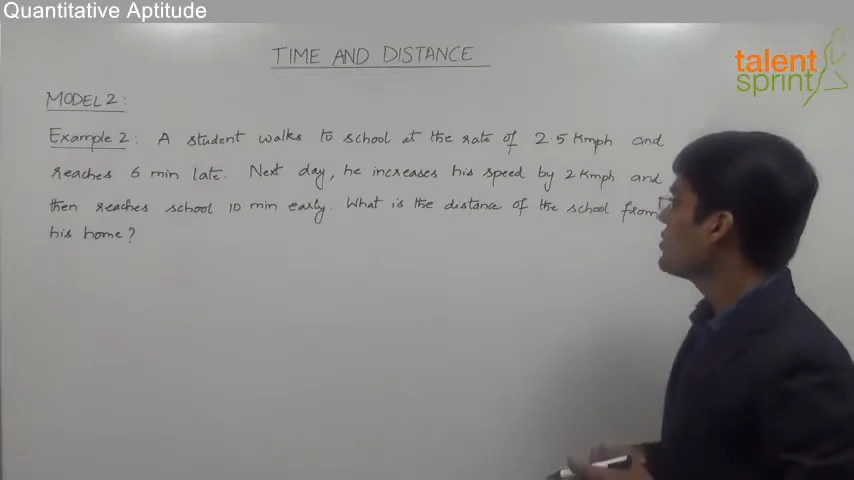 Quantitative Aptitude
TIME AND DISTANCE
talent
sprint
MODEL 2:
Example 2: A student walks to school at the rate of 2.5 Kmph and
reaches 6 min late. Next day, he increases his speed by 2 Kmph and
then reaches school 10 min early. What is the distance of the school from
his home?